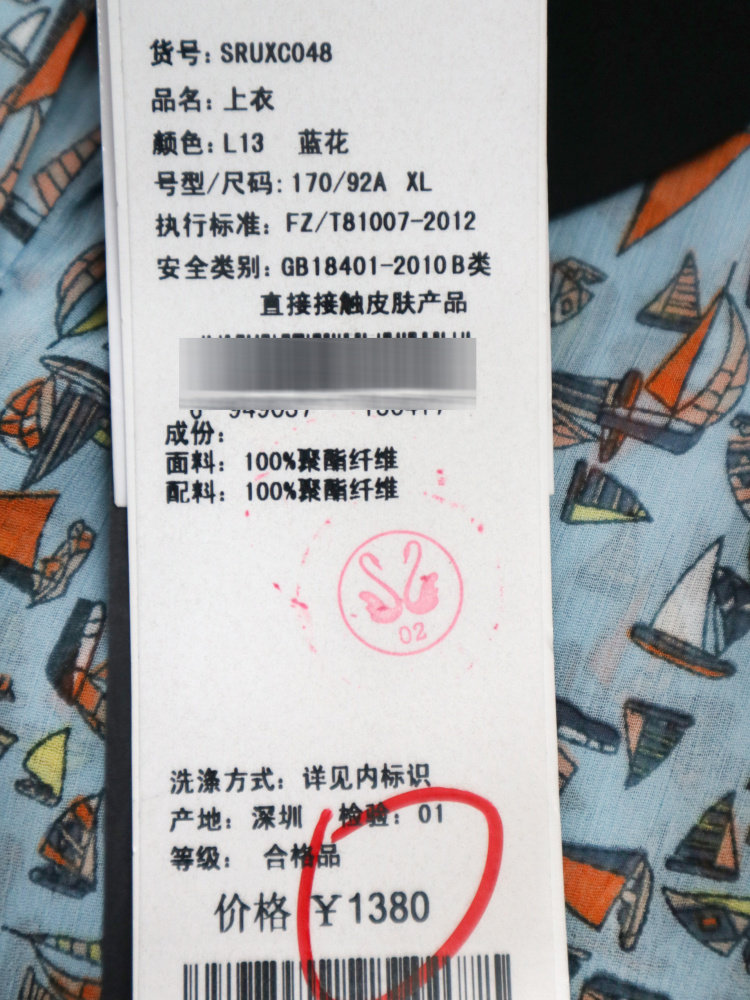 货号: SRUXC048
品名: 上衣
颜色: L13 蓝花
号型/尺码: 170/92A XL
执行标准: FZ/T81007-2012
安全类别: GB18401-2010 B类
直接接触皮肤产品
成份:
面料: 100%聚酯纤维
配料: 100%聚酯纤维
02
洗涤方式: 详见内标识
产地: 深圳 检验: 01
等级: 合格品
价格 ¥1380